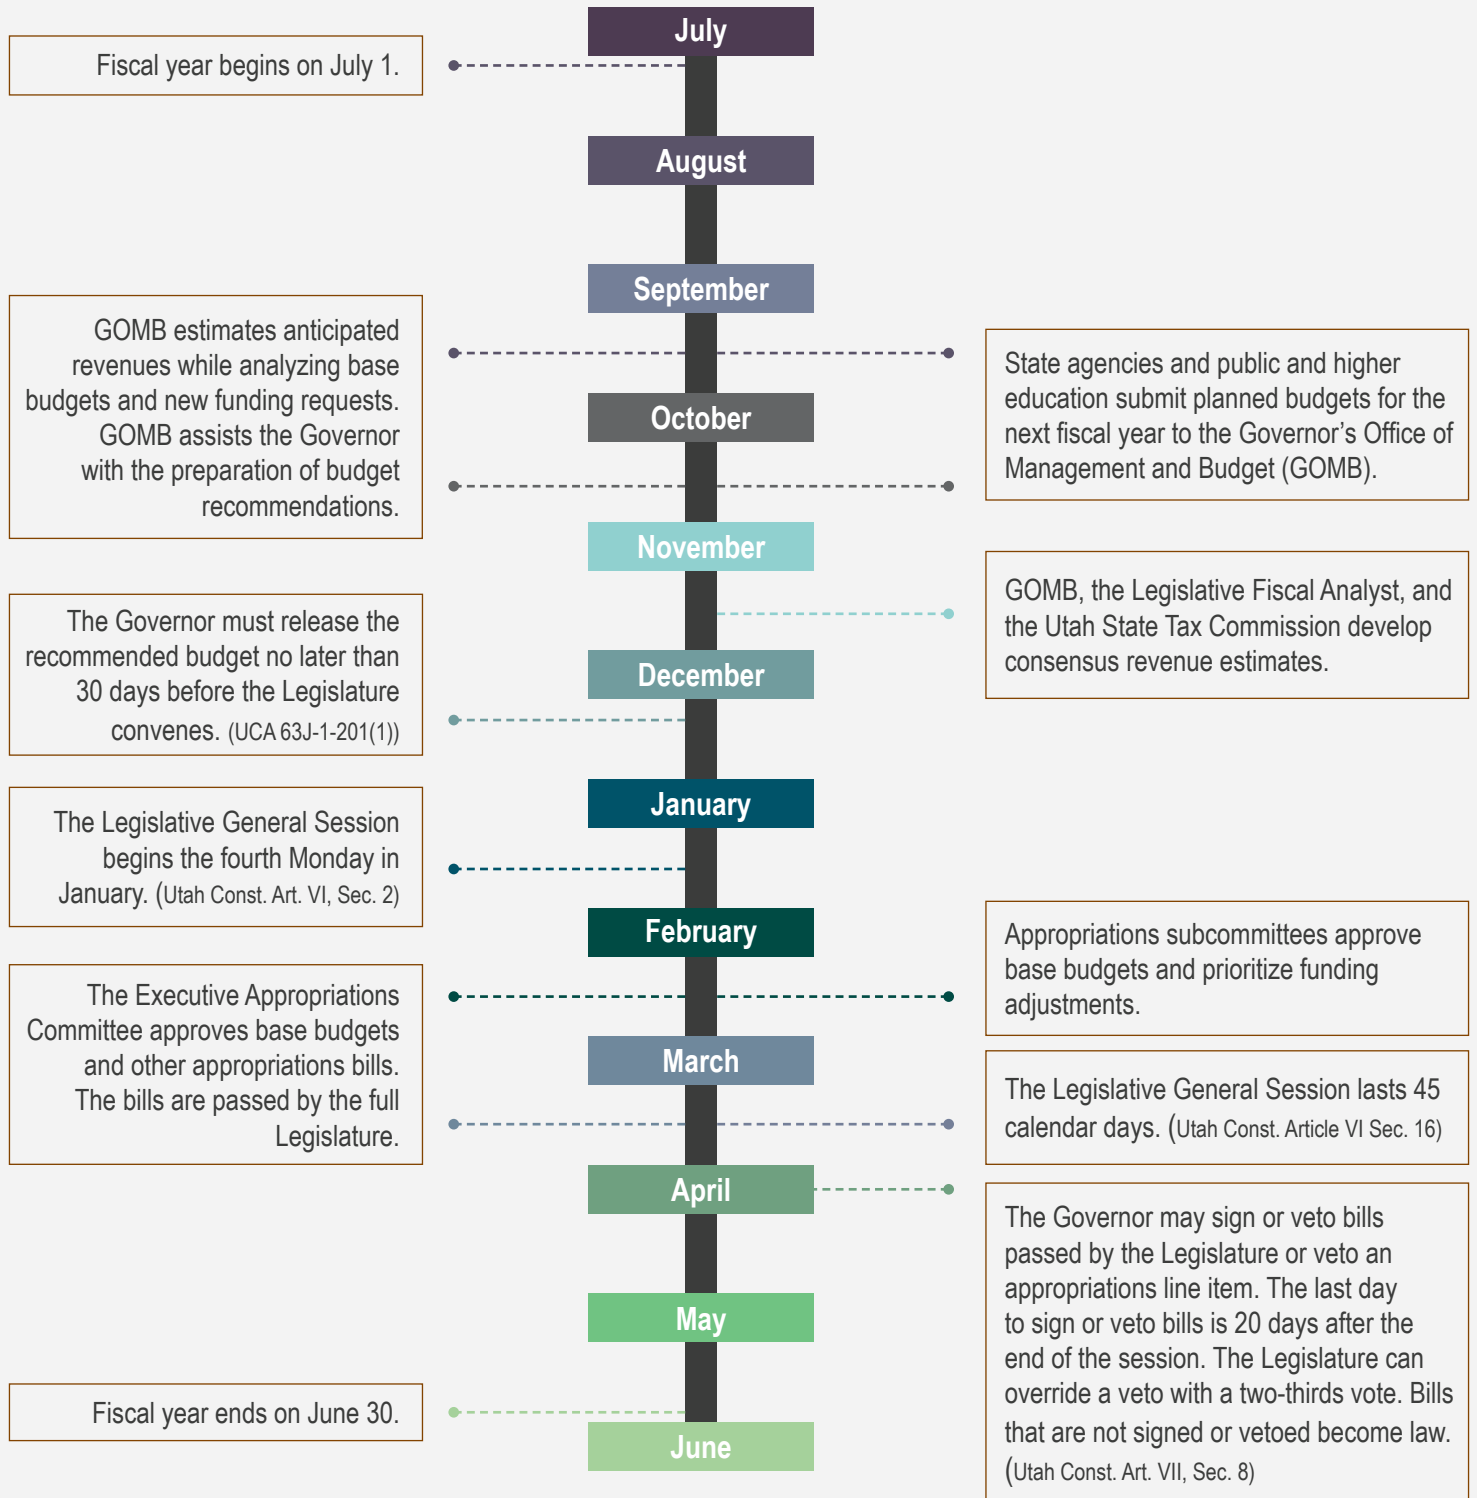 July
Fiscal year begins on July 1.
August
September
GOMB estimates anticipated
revenues while analyzing base
budgets and new funding requests.
GOMB assists the Governor
with the preparation of budget
recommendations.
State agencies and public and higher
education submit planned budgets for the
next fiscal year to the Governor’s Office of
Management and Budget (GOMB).
October
November
GOMB, the Legislative Fiscal Analyst, and
the Utah State Tax Commission develop
consensus revenue estimates.
The Governor must release the
recommended budget no later than
30 days before the Legislature
convenes. (UCA 63J-1-201(1))
December
January
The Legislative General Session
begins the fourth Monday in
January. (Utah Const. Art. VI, Sec. 2)
February
Appropriations subcommittees approve
base budgets and prioritize funding
adjustments.
The Executive Appropriations
Committee approves base budgets
and other appropriations bills.
The bills are passed by the full
Legislature.
March
The Legislative General Session lasts 45
calendar days. (Utah Const. Article VI Sec. 16)
April
The Governor may sign or veto bills
passed by the Legislature or veto an
appropriations line item. The last day
to sign or veto bills is 20 days after the
end of the session. The Legislature can
override a veto with a two-thirds vote. Bills
that are not signed or vetoed become law.
(Utah Const. Art. VII, Sec. 8)
May
Fiscal year ends on June 30.
June